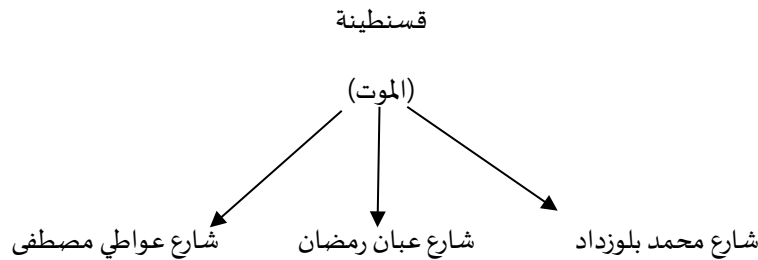 قسنطينة
(الموت)
شارع محمد بلوزداد شارع عبان رمضان شارع عواطي مصطفى